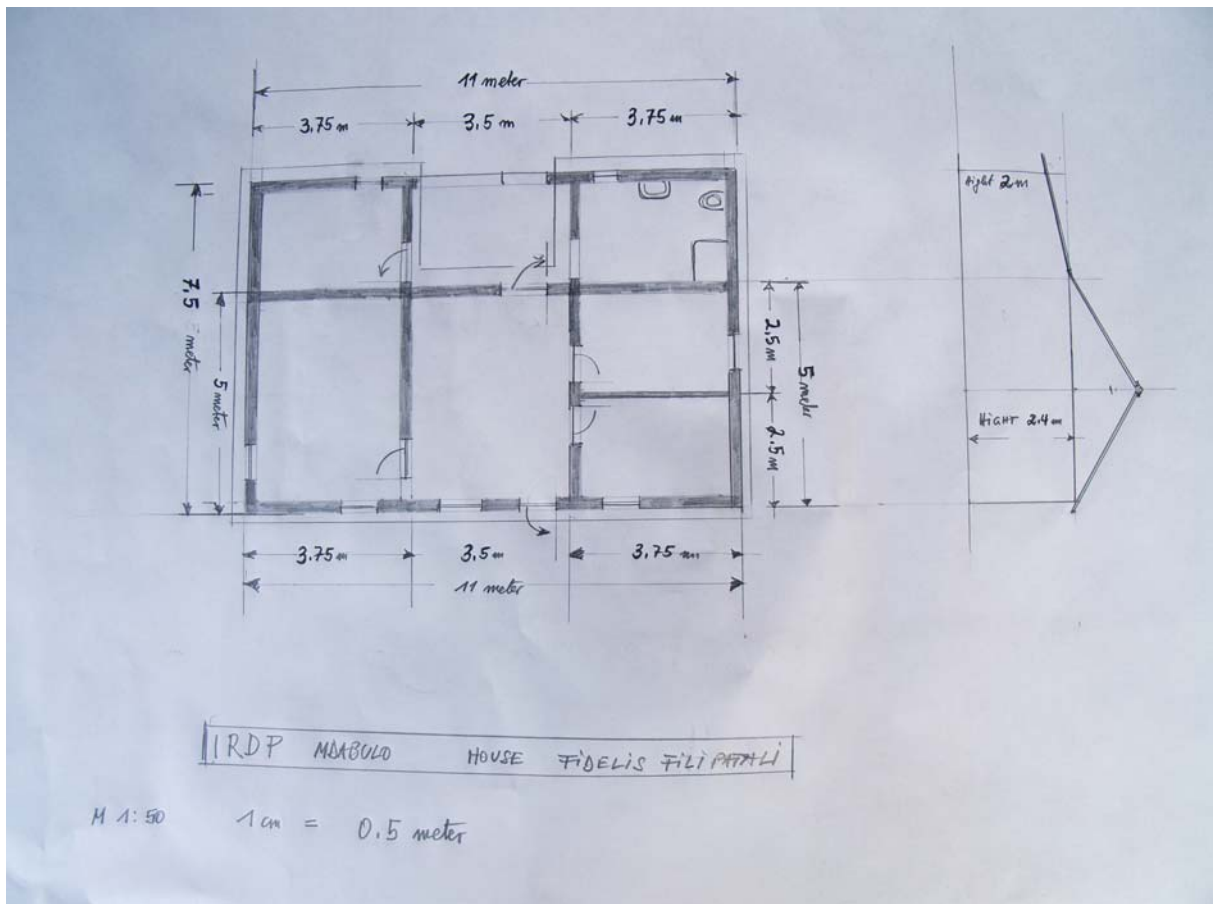 11 meter
3,75 m 3,5 m 3,75 m
Hight 2 m
7,5 meter
5 meter
2,5 m
5 meter
2.5 m
HiGHT 2.4 m
3.75 m 3,5 m 3,75 m
11 meter
IRDP MDABULO HOUSE FiDELiS
M 1:50 1 cm = 0.5 meter